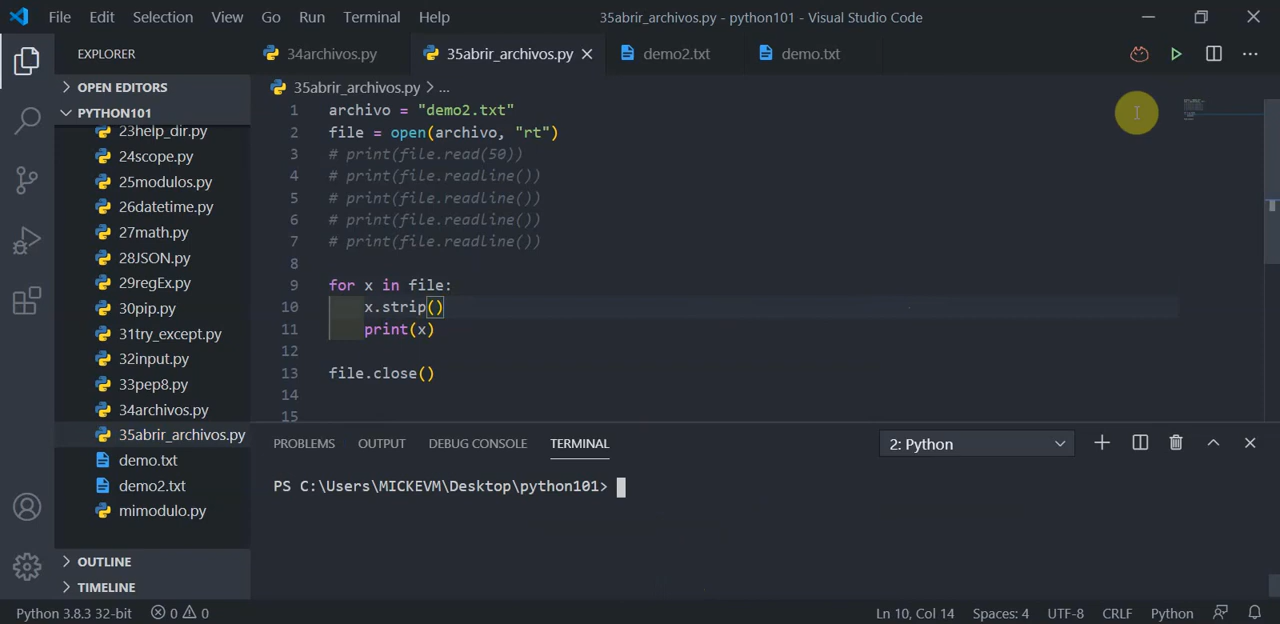 File Edit Selection View Go Run Terminal Help 35abrir_archivos.py - python101 - Visual Studio Code
EXPLORER
OPEN EDITORS
PYTHON101
23help_dir.py
24scope.py
25modulos.py
26datetime.py
27math.py
28JSON.py
29regEx.py
30pip.py
31try_except.py
32input.py
33pep8.py
34archivos.py
35abrir_archivos.py
demo.txt
demo2.txt
mimodulo.py
OUTLINE
TIMELINE
34archivos.py 35abrir_archivos.py demo2.txt demo.txt
35abrir_archivos.py > ...
1 archivo = "demo2.txt"
2 file = open(archivo, "rt")
3 # print(file.read(50))
4 # print(file.readline())
5 # print(file.readline())
6 # print(file.readline())
7 # print(file.readline())
8
9 for x in file:
10 x.strip()
11 print(x)
12
13 file.close()
14
15
PROBLEMS OUTPUT DEBUG CONSOLE TERMINAL 2: Python
PS C:\Users\MICKEVM\Desktop\python101>
Python 3.8.3 32-bit 0 0 Ln 10, Col 14 Spaces: 4 UTF-8 CRLF Python